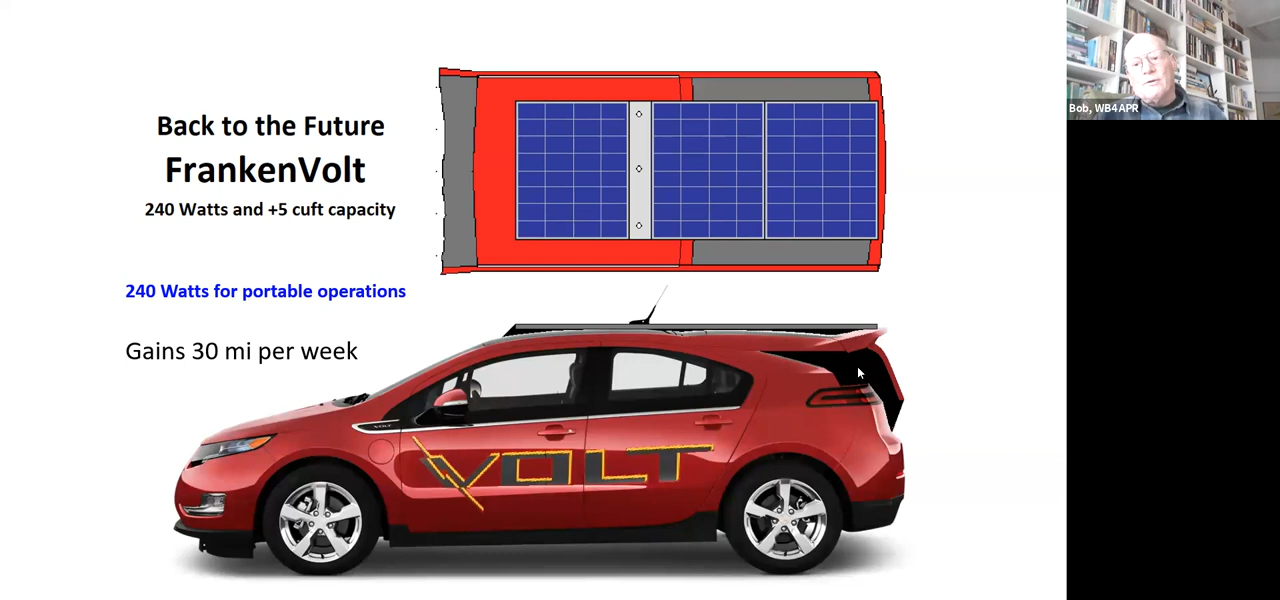 Back to the Future
FrankenVolt
240 Watts and +5 cuft capacity
240 Watts for portable operations
Gains 30 mi per week
VOLT
VOLT
Bob, WB4APR